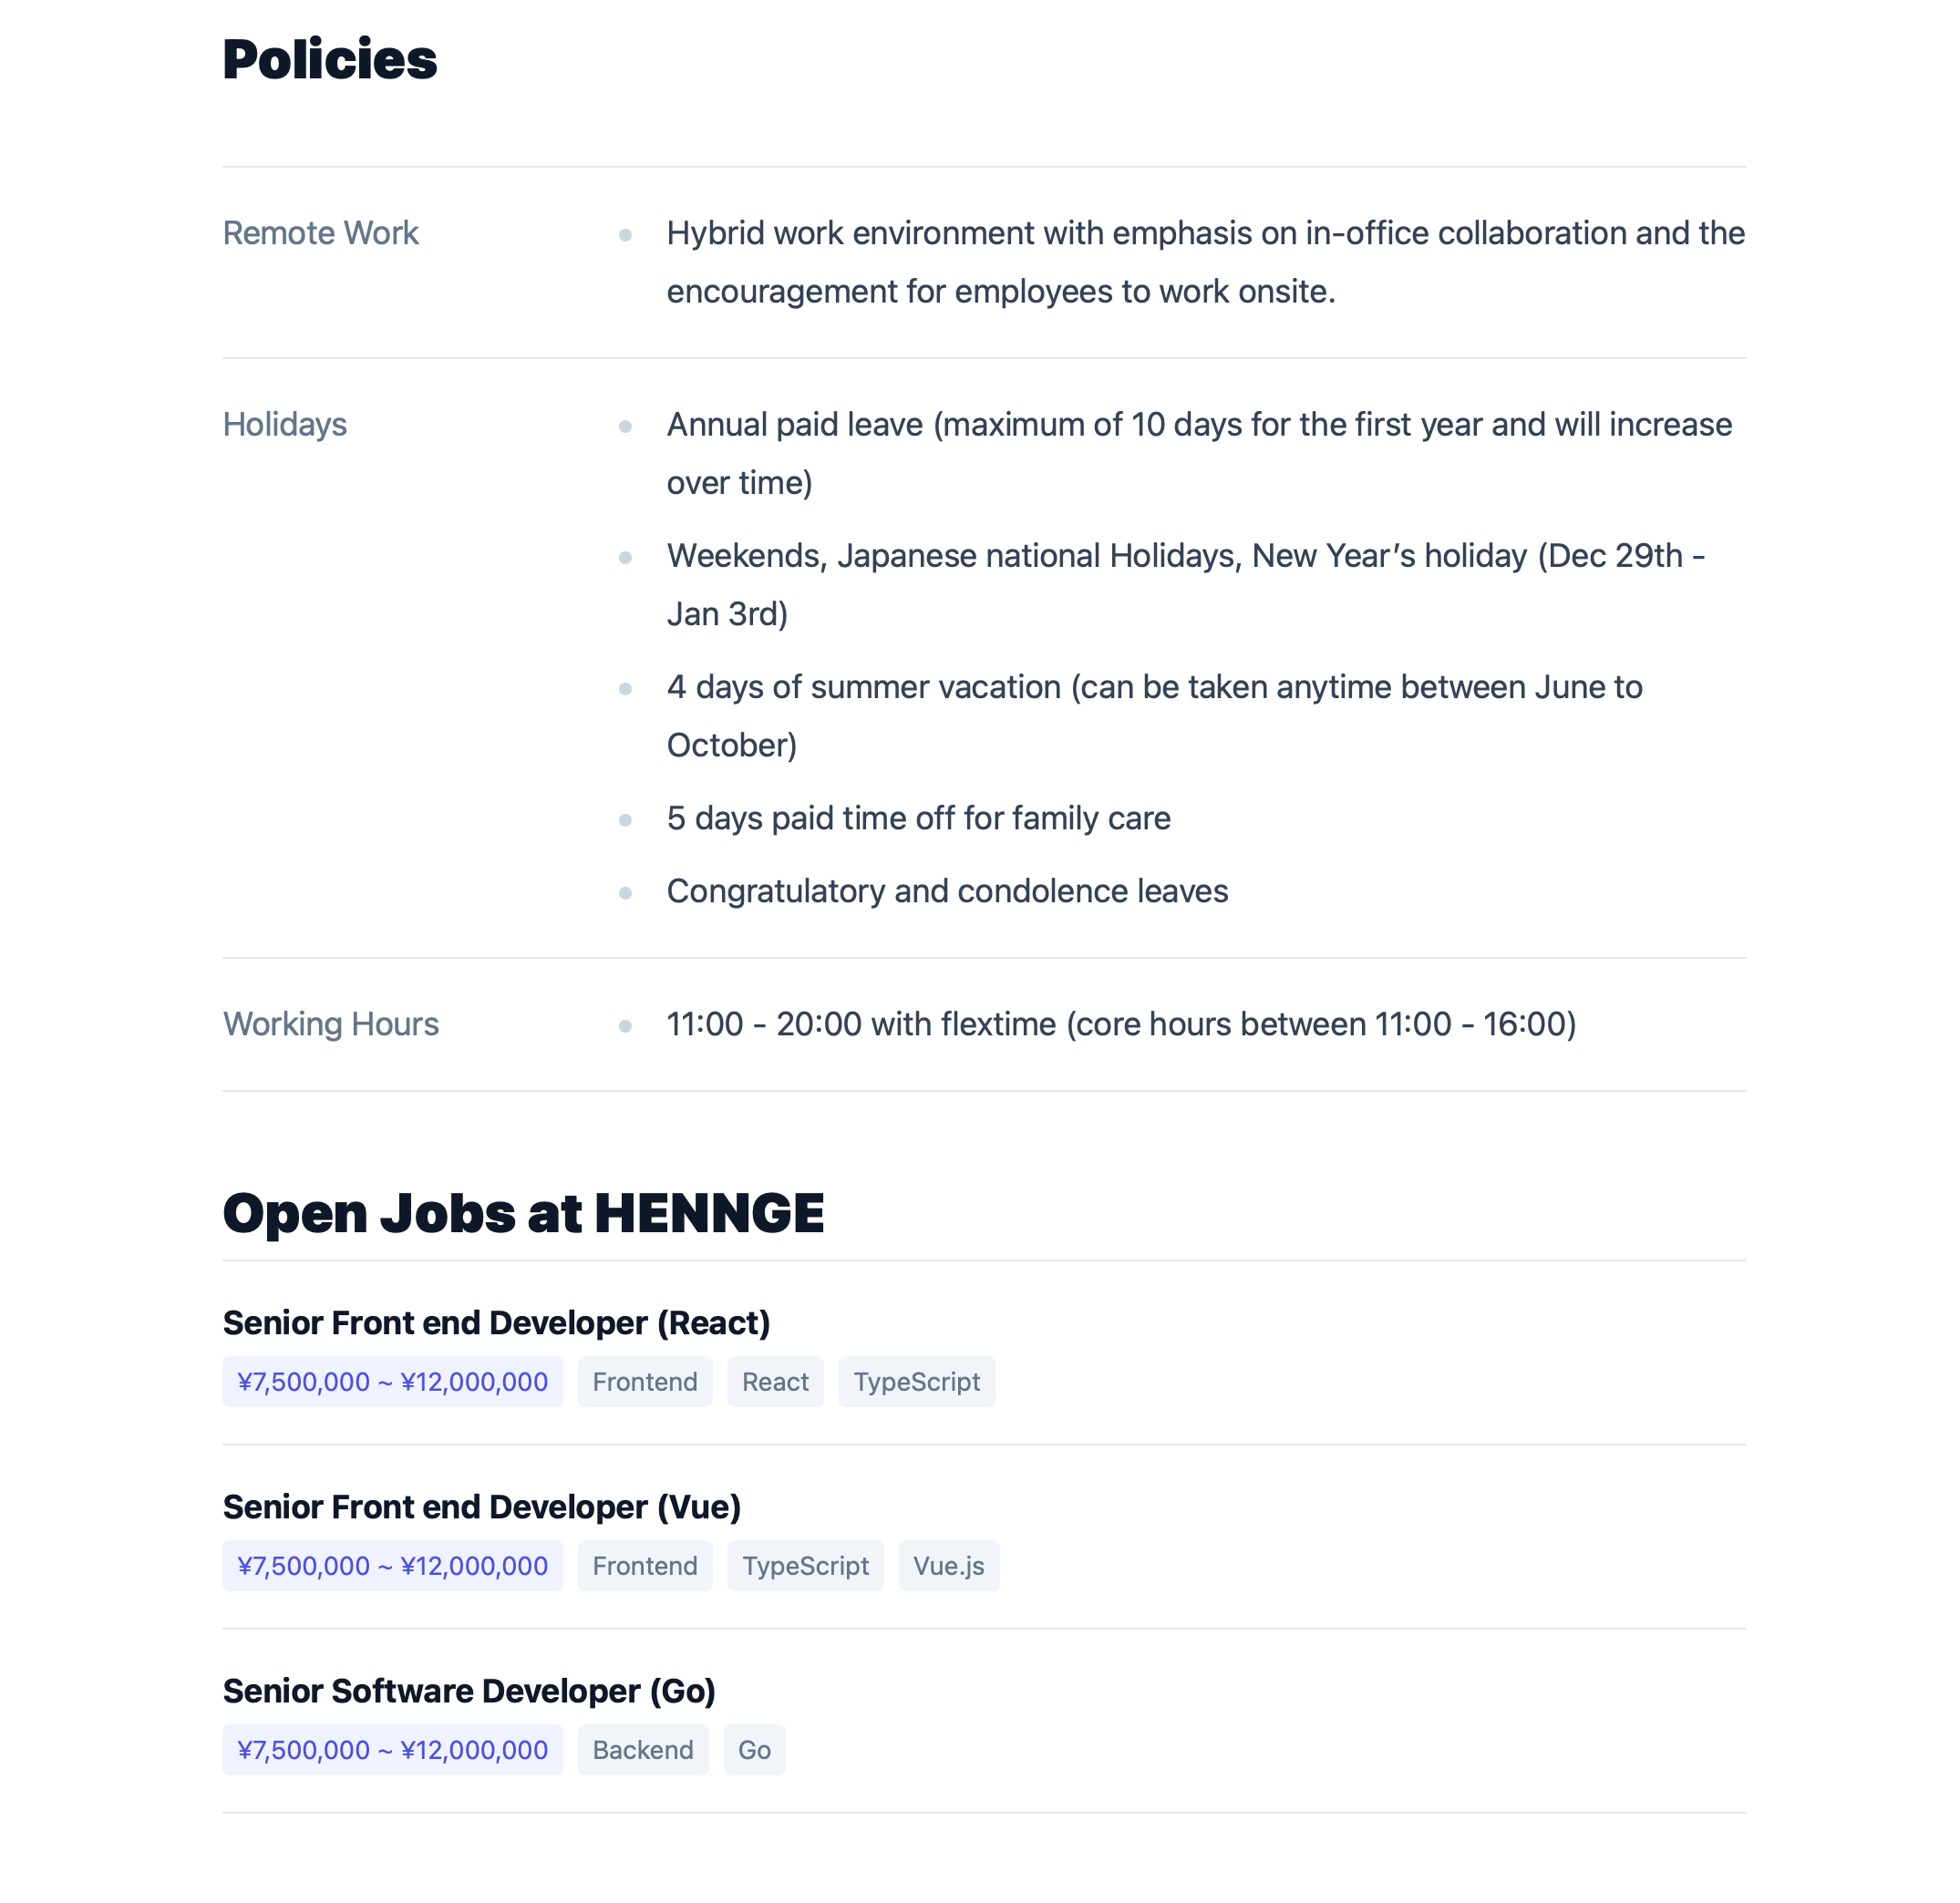 Policies
Remote Work
Hybrid work environment with emphasis on in-office collaboration and the
encouragement for employees to work onsite.
Holidays
Annual paid leave (maximum of 10 days for the first year and will increase
over time)
Weekends, Japanese national Holidays, New Year’s holiday (Dec 29th -
Jan 3rd)
4 days of summer vacation (can be taken anytime between June to
October)
5 days paid time off for family care
Congratulatory and condolence leaves
Working Hours
11:00 - 20:00 with flextime (core hours between 11:00 - 16:00)
Open Jobs at HENNGE
Senior Front end Developer (React)
¥7,500,000 ~ ¥12,000,000 Frontend React TypeScript
Senior Front end Developer (Vue)
¥7,500,000 ~ ¥12,000,000 Frontend TypeScript Vue.js
Senior Software Developer (Go)
¥7,500,000 ~ ¥12,000,000 Backend Go